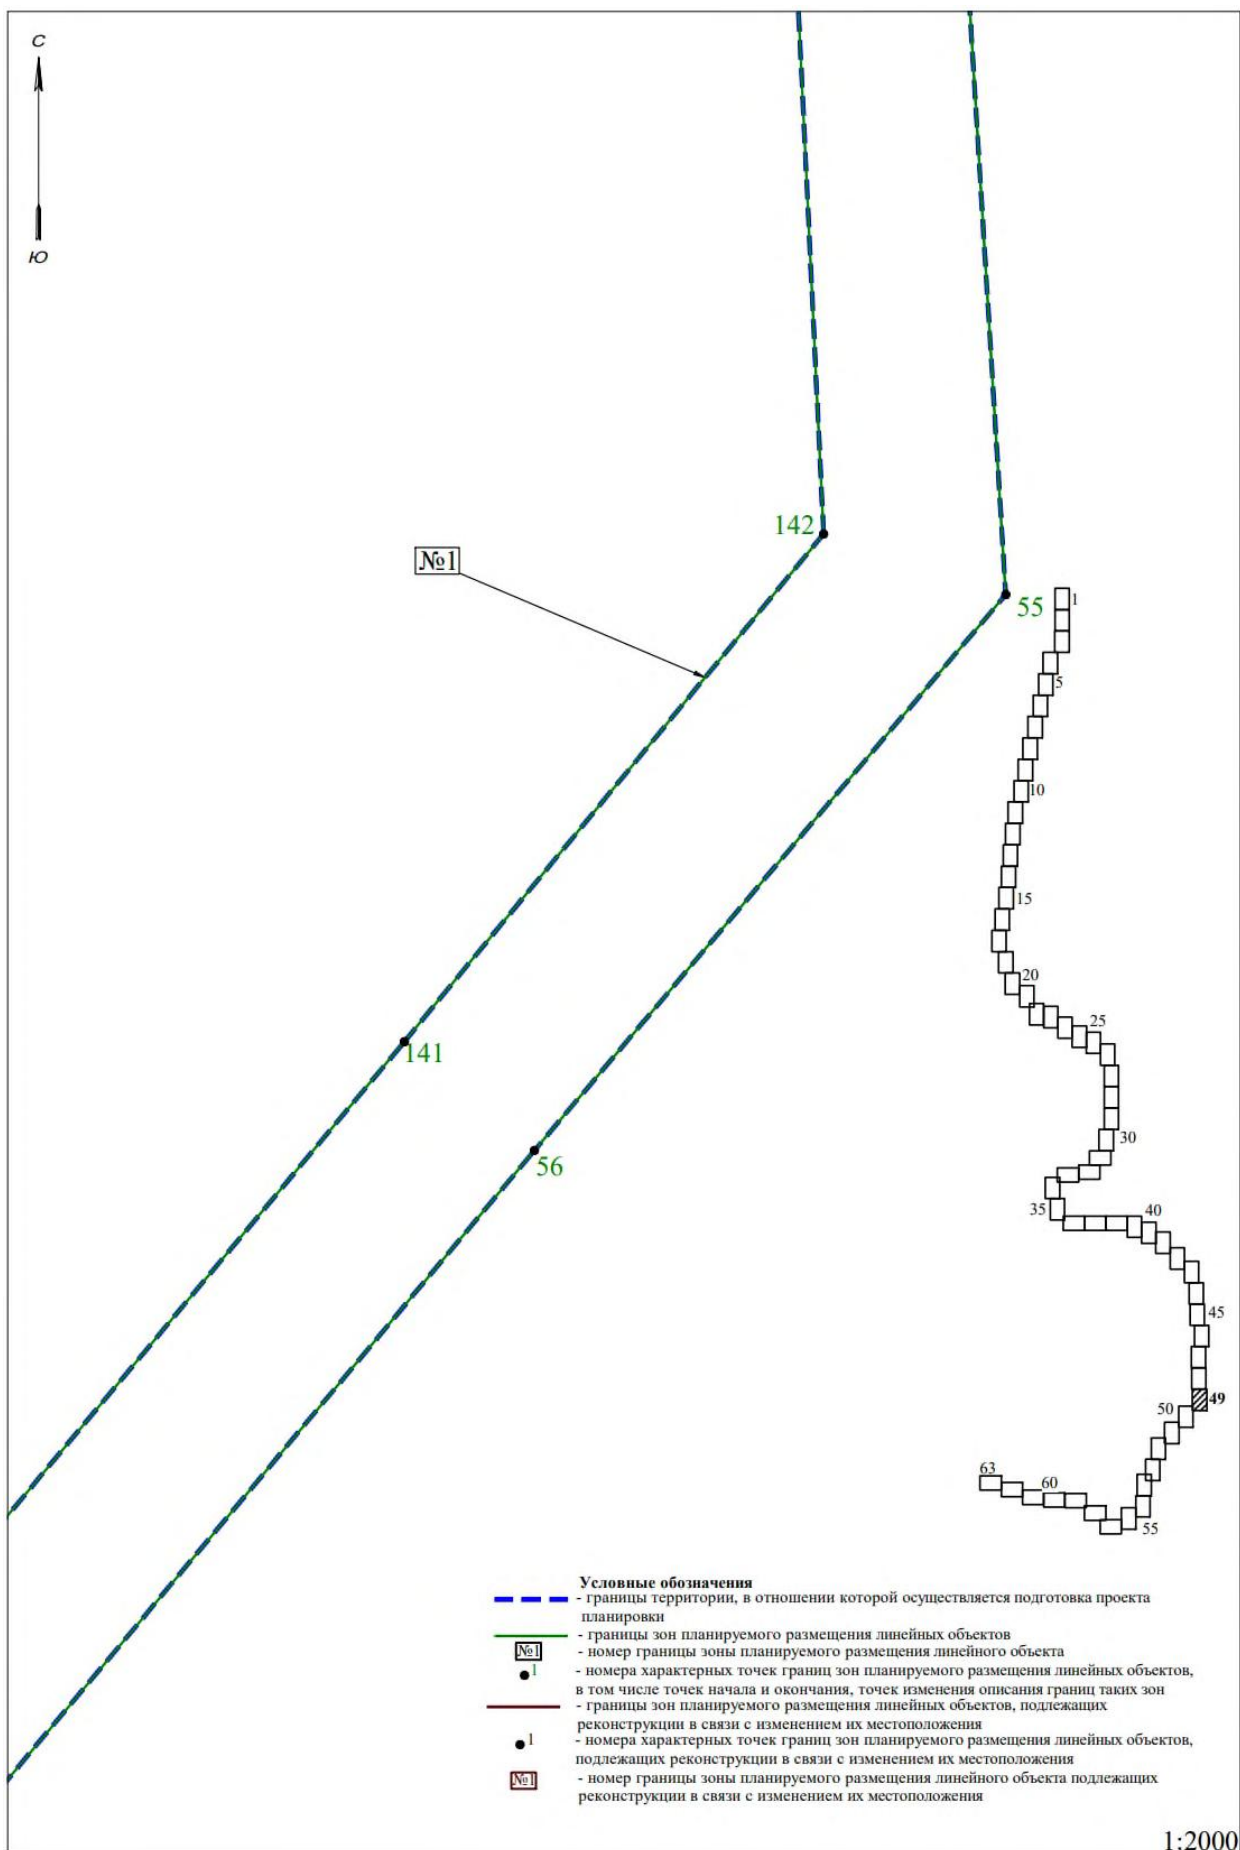 С
Ю
142
№1
55
1
5
10
15
20
25
141
30
56
35
40
45
49
50
63
60
55
Условные обозначения
- границы территории, в отношении которой осуществляется подготовка проекта
планировки
- границы зон планируемого размещения линейных объектов
№1 - номер границы зоны планируемого размещения линейного объекта
1 - номера характерных точек границ зон планируемого размещения линейных объектов,
в том числе точек начала и окончания, точек изменения описания границ таких зон
- границы зон планируемого размещения линейных объектов, подлежащих
реконструкции в связи с изменением их местоположения
1 - номера характерных точек границ зон планируемого размещения линейных объектов,
подлежащих реконструкции в связи с изменением их местоположения
№1 - номер границы зоны планируемого размещения линейного объекта подлежащих
реконструкции в связи с изменением их местоположения
1:2000